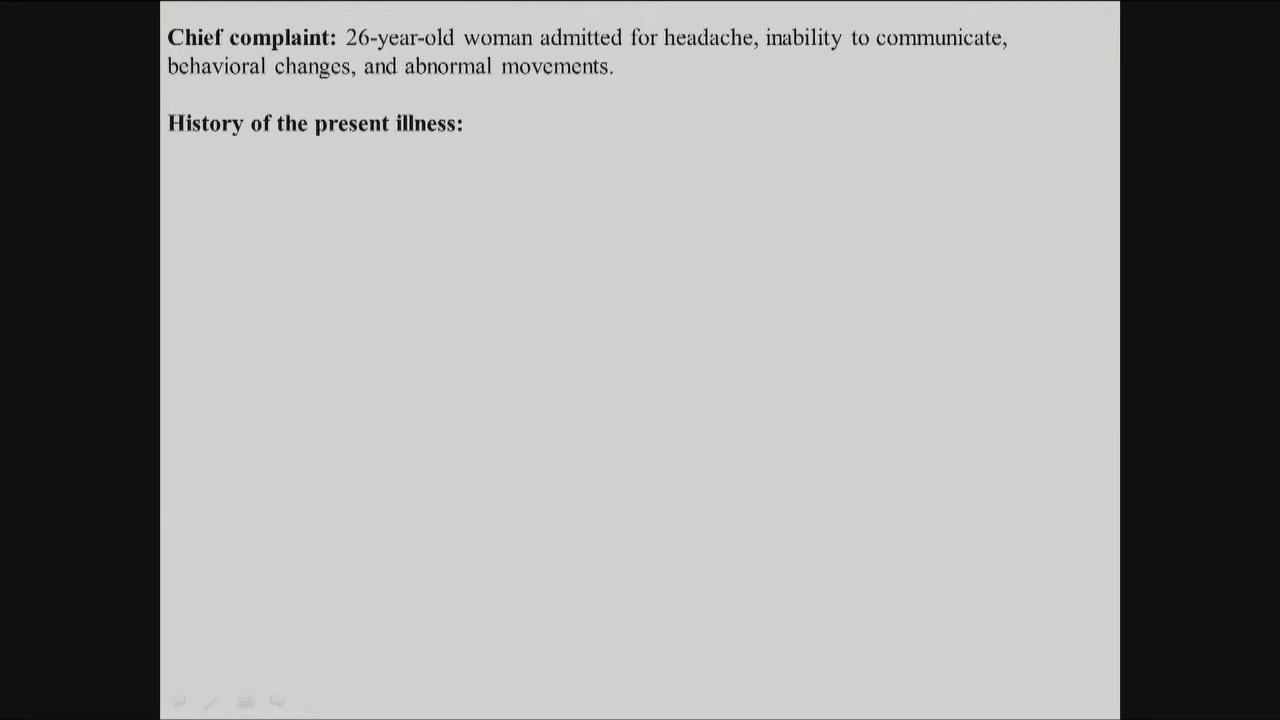 Chief complaint: 26-year-old woman admitted for headache, inability to communicate,
behavioral changes, and abnormal movements.
History of the present illness: